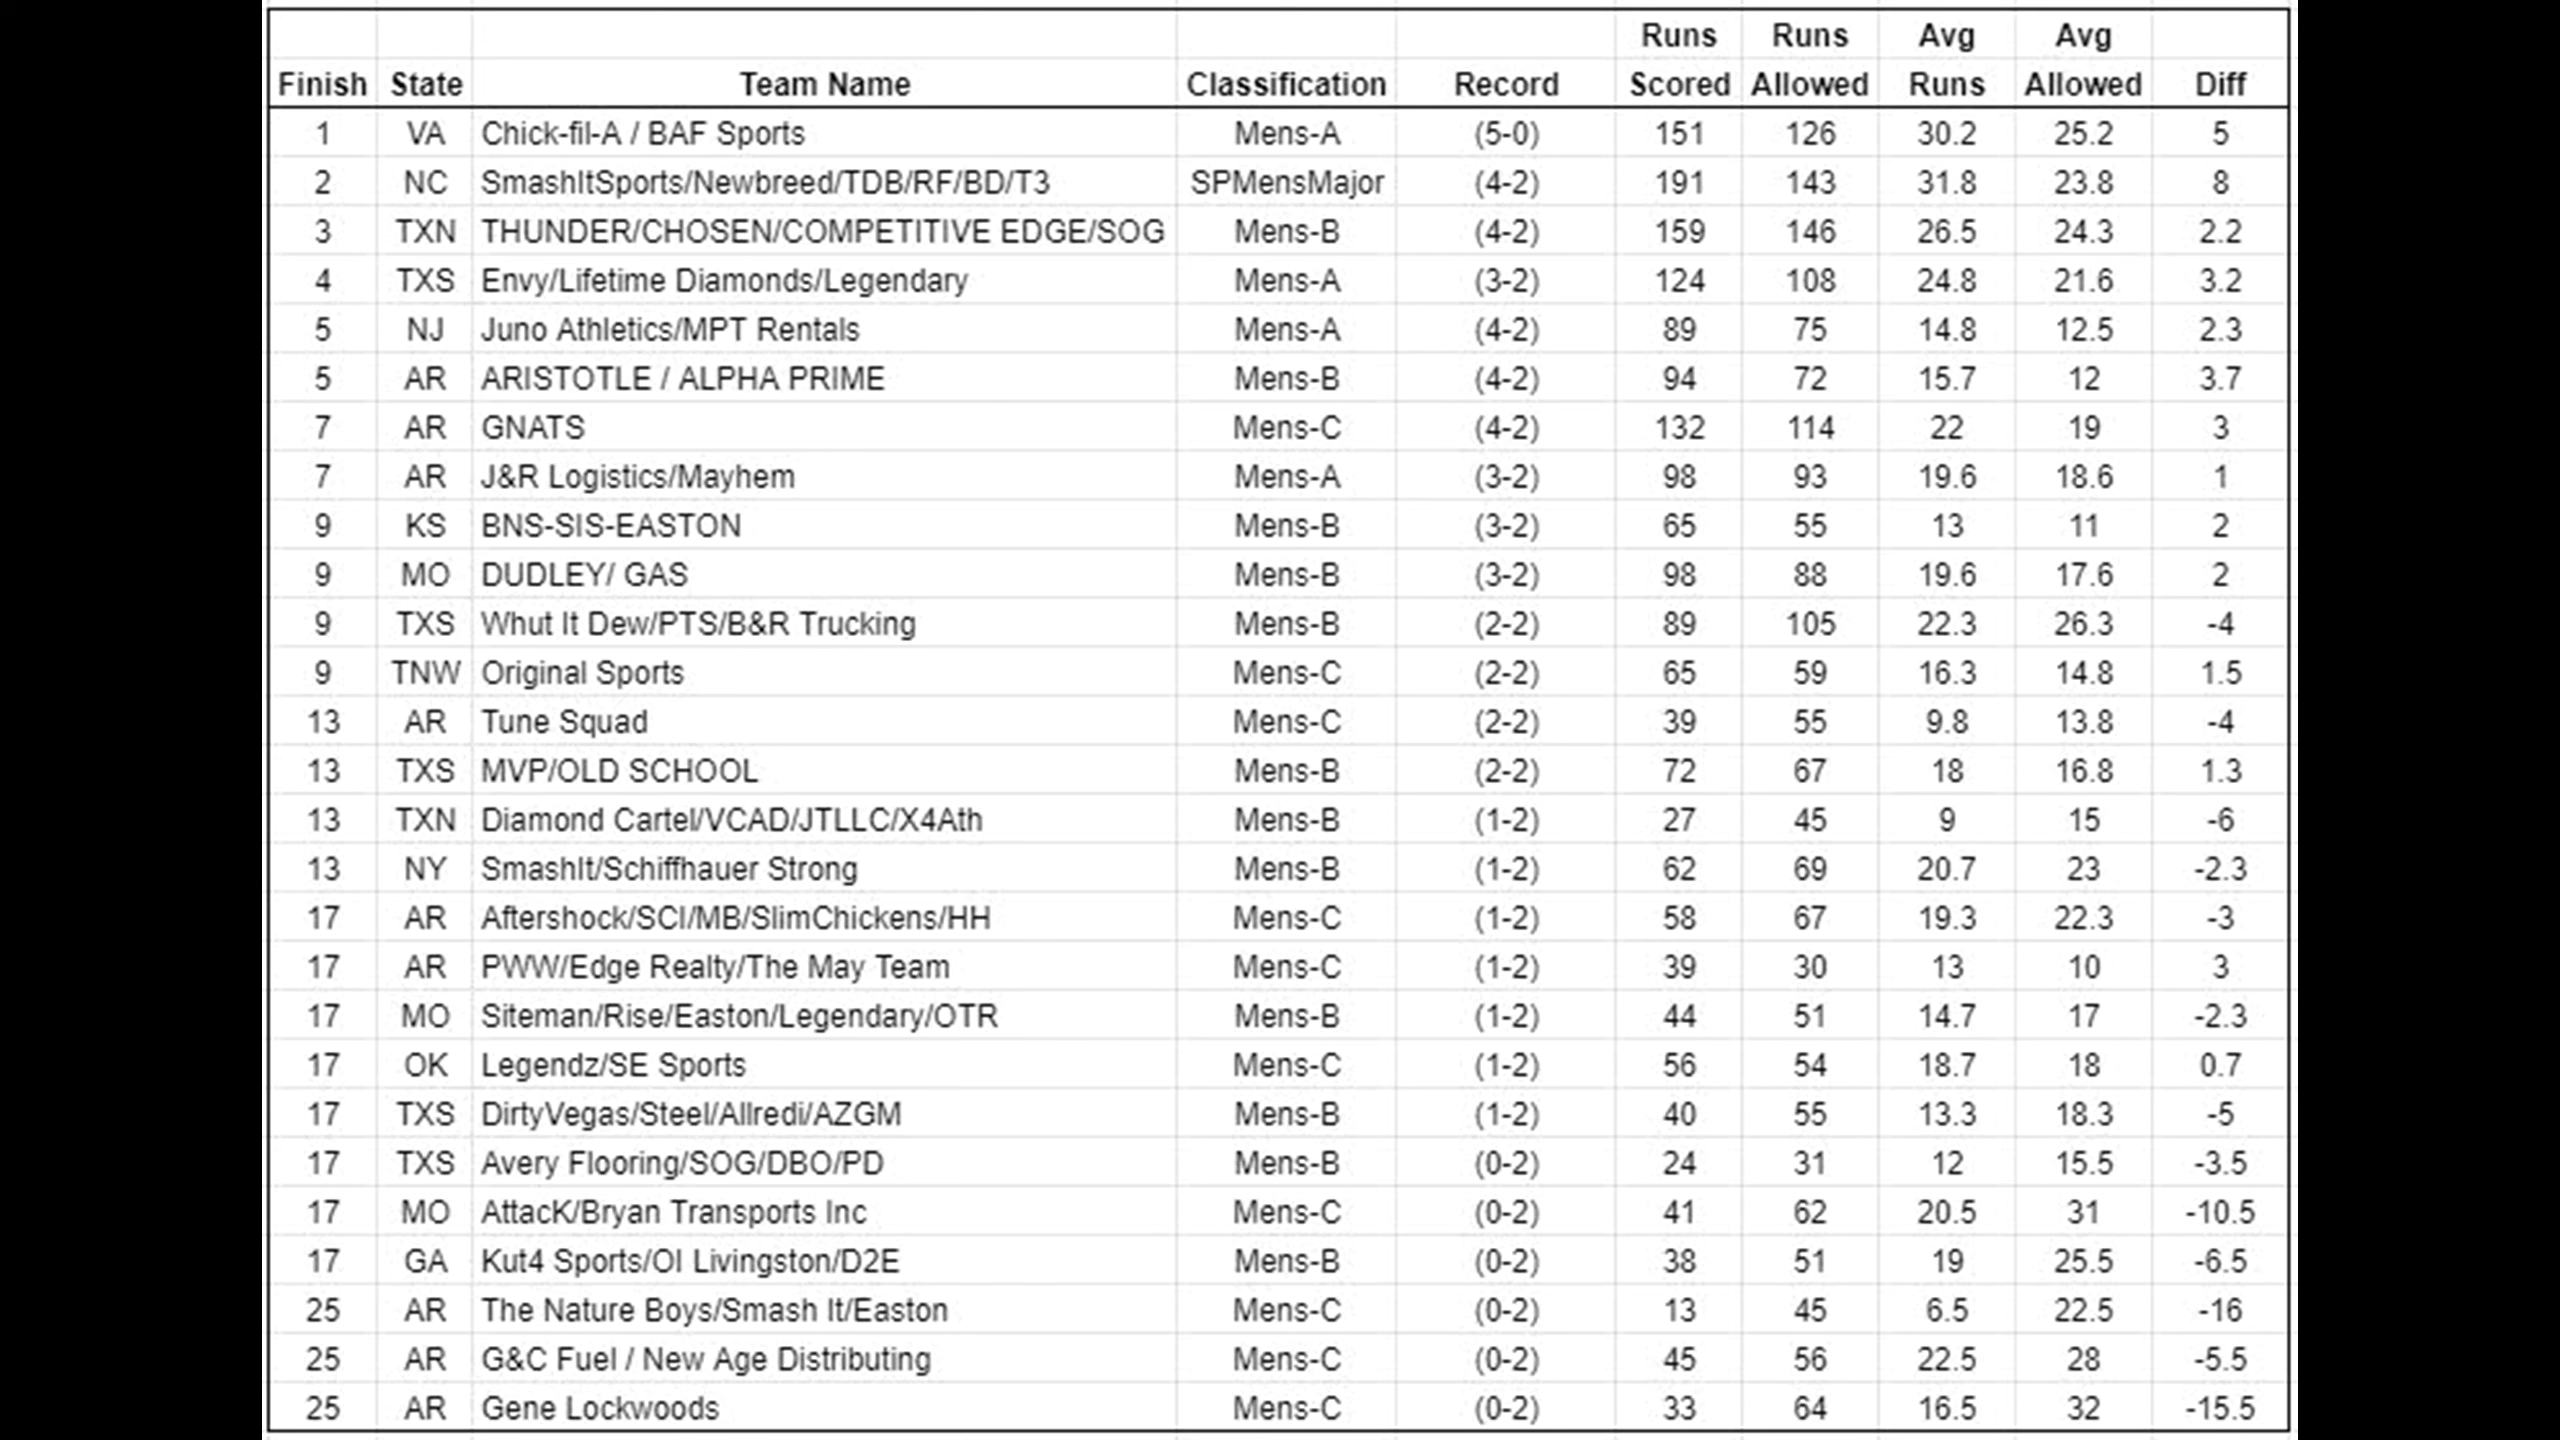 Runs Runs Avg Avg
Finish State Team Name Classification Record Scored Allowed Runs Allowed Diff
1 VA Chick-fil-A / BAF Sports Mens-A (5-0) 151 126 30.2 25.2 5
2 NC SmashItSports/Newbreed/TDB/RF/BD/T3 SPMensMajor (4-2) 191 143 31.8 23.8 8
3 TXN THUNDER/CHOSEN/COMPETITIVE EDGE/SOG Mens-B (4-2) 159 146 26.5 24.3 2.2
4 TXS Envy/Lifetime Diamonds/Legendary Mens-A (3-2) 124 108 24.8 21.6 3.2
5 NJ Juno Athletics/MPT Rentals Mens-A (4-2) 89 75 14.8 12.5 2.3
5 AR ARISTOTLE / ALPHA PRIME Mens-B (4-2) 94 72 15.7 12 3.7
7 AR GNATS Mens-C (4-2) 132 114 22 19 3
7 AR J&R Logistics/Mayhem Mens-A (3-2) 98 93 19.6 18.6 1
9 KS BNS-SIS-EASTON Mens-B (3-2) 65 55 13 11 2
9 MO DUDLEY/ GAS Mens-B (3-2) 98 88 19.6 17.6 2
9 TXS Whut It Dew/PTS/B&R Trucking Mens-B (2-2) 89 105 22.3 26.3 -4
9 TNW Original Sports Mens-C (2-2) 65 59 16.3 14.8 1.5
13 AR Tune Squad Mens-C (2-2) 39 55 9.8 13.8 -4
13 TXS MVP/OLD SCHOOL Mens-B (2-2) 72 67 18 16.8 1.3
13 TXN Diamond Cartel/VCAD/JTLLC/X4Ath Mens-B (1-2) 27 45 9 15 -6
13 NY SmashIt/Schiffhauer Strong Mens-B (1-2) 62 69 20.7 23 -2.3
17 AR Aftershock/SCI/MB/SlimChickens/HH Mens-C (1-2) 58 67 19.3 22.3 -3
17 AR PWW/Edge Realty/The May Team Mens-C (1-2) 39 30 13 10 3
17 MO Siteman/Rise/Easton/Legendary/OTR Mens-B (1-2) 44 51 14.7 17 -2.3
17 OK Legendz/SE Sports Mens-C (1-2) 56 54 18.7 18 0.7
17 TXS DirtyVegas/Steel/Allredi/AZGM Mens-B (1-2) 40 55 13.3 18.3 -5
17 TXS Avery Flooring/SOG/DBO/PD Mens-B (0-2) 24 31 12 15.5 -3.5
17 MO AttacK/Bryan Transports Inc Mens-C (0-2) 41 62 20.5 31 -10.5
17 GA Kut4 Sports/OI Livingston/D2E Mens-B (0-2) 38 51 19 25.5 -6.5
25 AR The Nature Boys/Smash It/Easton Mens-C (0-2) 13 45 6.5 22.5 -16
25 AR G&C Fuel / New Age Distributing Mens-C (0-2) 45 56 22.5 28 -5.5
25 AR Gene Lockwoods Mens-C (0-2) 33 64 16.5 32 -15.5